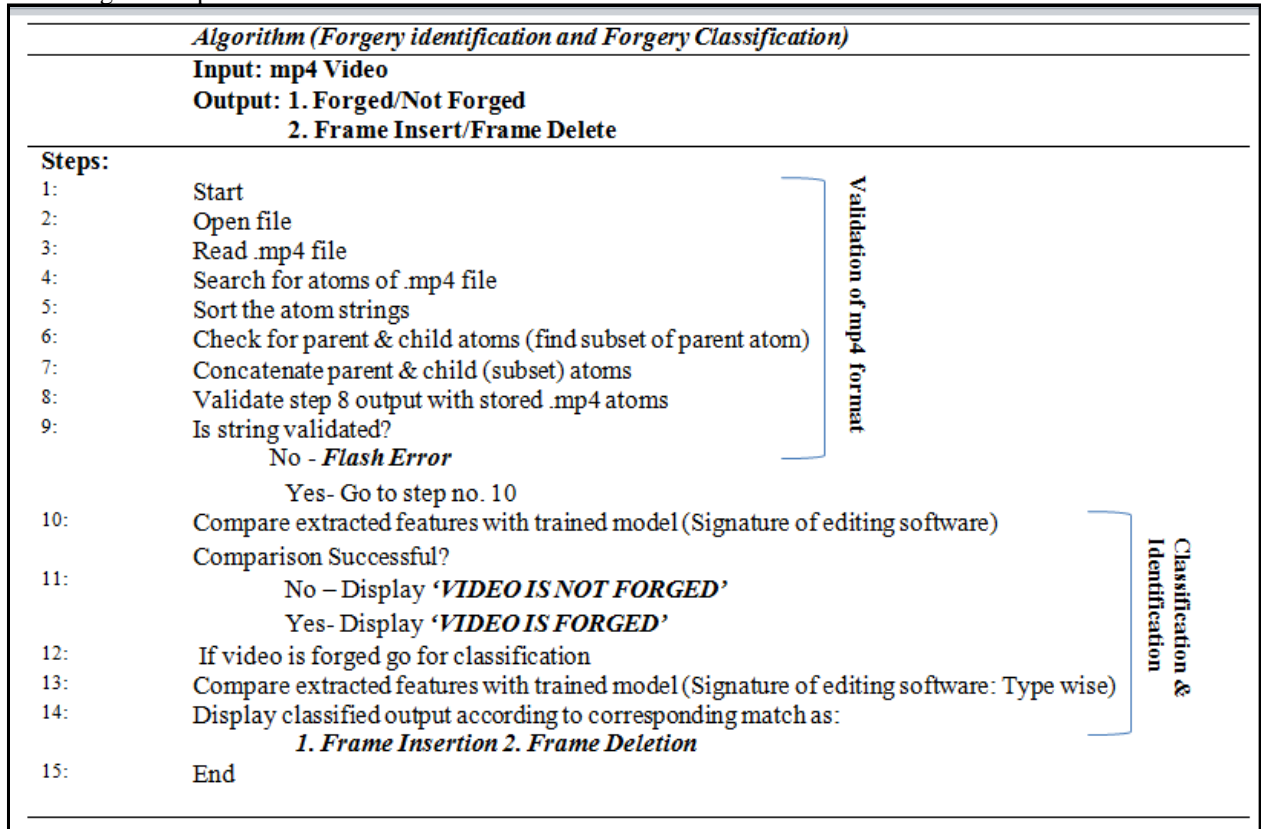 Algorithm (Forgery identification and Forgery Classification)
Input: mp4 Video
Output: 1. Forged/Not Forged
2. Frame Insert/Frame Delete
Steps:
1: Start
2: Open file
3: Read .mp4 file
4: Search for atoms of .mp4 file
5: Sort the atom strings
6: Check for parent & child atoms (find subset of parent atom)
7: Concatenate parent & child (subset) atoms
8: Validate step 8 output with stored .mp4 atoms
9: Is string validated?
No - Flash Error
Yes- Go to step no. 10
Validation of mp4 format
10: Compare extracted features with trained model (Signature of editing software)
Comparison Successful?
11: No – Display ‘VIDEO IS NOT FORGED’
Yes- Display ‘VIDEO IS FORGED’
12: If video is forged go for classification
13: Compare extracted features with trained model (Signature of editing software: Type wise)
14: Display classified output according to corresponding match as:
1. Frame Insertion 2. Frame Deletion
Classification &
Identification
15: End